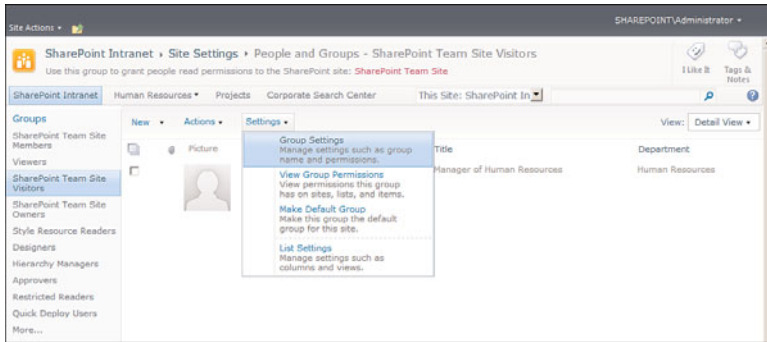 SHAREPOINT\Administrator
Site Actions
SharePoint Intranet › Site Settings › People and Groups - SharePoint Team Site Visitors
Use this group to grant people read permissions to the SharePoint site: SharePoint Team Site
I Like It
Tags &
Notes
SharePoint Intranet Human Resources Projects Corporate Search Center This Site: SharePoint In
Groups
SharePoint Team Site
Members
Viewers
SharePoint Team Site
Visitors
SharePoint Team Site
Owners
Style Resource Readers
Designers
Hierarchy Managers
Approvers
Restricted Readers
Quick Deploy Users
More...
New Actions Settings View: Detail View
Picture Title Department
Manager of Human Resources Human Resources
Group Settings
Manage settings such as group
name and permissions.
View Group Permissions
View permissions this group
has on sites, lists, and items.
Make Default Group
Make this group the default
group for this site.
List Settings
Manage settings such as
columns and views.